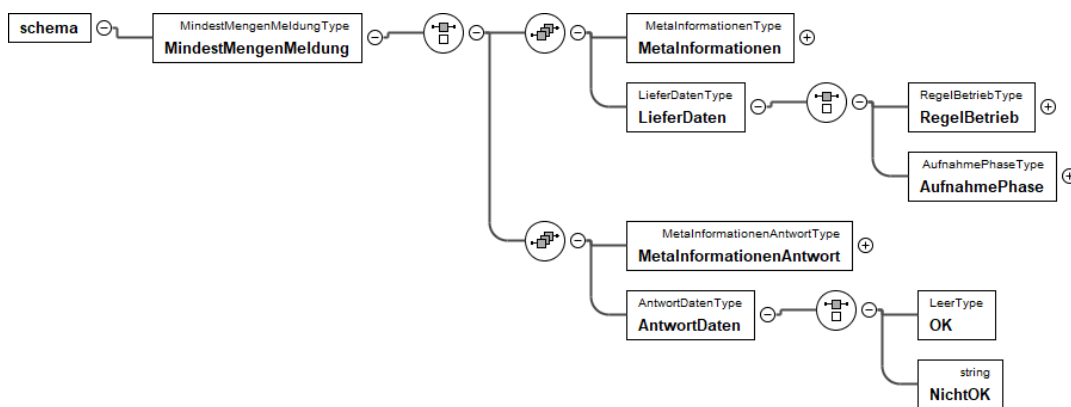 schema
MindestMengenMeldungType
MindestMengenMeldung
MetaInformationenType
MetaInformationen
LieferDatenType
LieferDaten
RegelBetriebType
RegelBetrieb
AufnahmePhaseType
AufnahmePhase
MetaInformationenAntwortType
MetaInformationenAntwort
AntwortDatenType
AntwortDaten
LeerType
OK
string
NichtOK